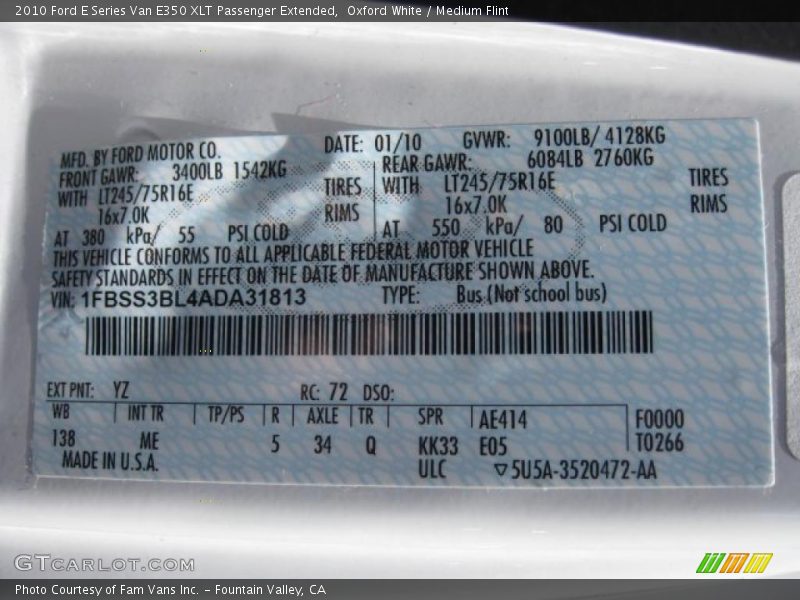 2010 Ford E Series Van E350 XLT Passenger Extended,  Oxford White / Medium Flint
MFD. BY FORD MOTOR CO. DATE: 01/10 GVWR: 9100LB/ 4128KG
FRONT GAWR: 3400LB 1542KG REAR GAWR: 6084LB 2760KG
WITH LT245/75R16E TIRES WITH LT245/75R16E TIRES
16x7.0K RIMS 16x7.0K RIMS
AT 380 kPa/ 55 PSI COLD AT 550 kPa/ 80 PSI COLD
THIS VEHICLE CONFORMS TO ALL APPLICABLE FEDERAL MOTOR VEHICLE
SAFETY STANDARDS IN EFFECT ON THE DATE OF MANUFACTURE SHOWN ABOVE.
VIN: 1FBSS3BL4ADA31813 TYPE: Bus (Not school bus)
EXT PNT: YZ RC: 72 DSO:
WB INT TR TP/PS R AXLE TR SPR AE414 F0000
138 ME 5 34 Q KK33 E05 T0266
MADE IN U.S.A. ULC ▽5U5A-3520472-AA
GTCARLOT.COM
Photo Courtesy of Fam Vans Inc. – Fountain Valley, CA